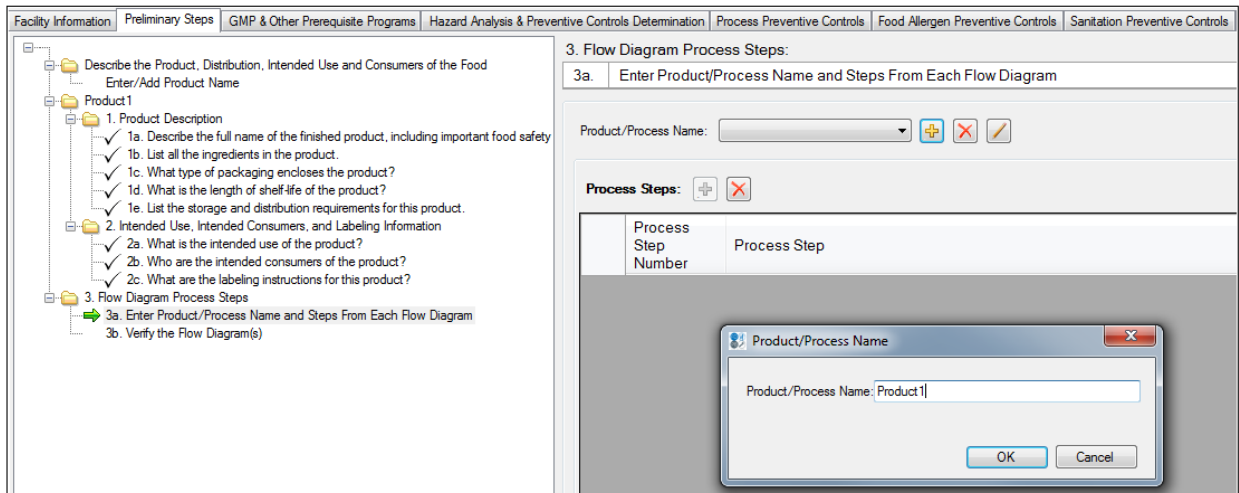 Facility Information Preliminary Steps GMP & Other Prerequisite Programs Hazard Analysis & Preventive Controls Determination Process Preventive Controls Food Allergen Preventive Controls Sanitation Preventive Controls
Describe the Product, Distribution, Intended Use and Consumers of the Food
Enter/Add Product Name
Product1
1. Product Description
1a. Describe the full name of the finished product, including important food safety
1b. List all the ingredients in the product.
1c. What type of packaging encloses the product?
1d. What is the length of shelf-life of the product?
1e. List the storage and distribution requirements for this product.
2. Intended Use, Intended Consumers, and Labeling Information
2a. What is the intended use of the product?
2b. Who are the intended consumers of the product?
2c. What are the labeling instructions for this product?
3. Flow Diagram Process Steps
3a. Enter Product/Process Name and Steps From Each Flow Diagram
3b. Verify the Flow Diagram(s)
3. Flow Diagram Process Steps:
3a. Enter Product/Process Name and Steps From Each Flow Diagram
Product/Process Name:
Process Steps:
Process
Step
Number
Process Step
Product/Process Name
Product/Process Name: Product1
OK Cancel